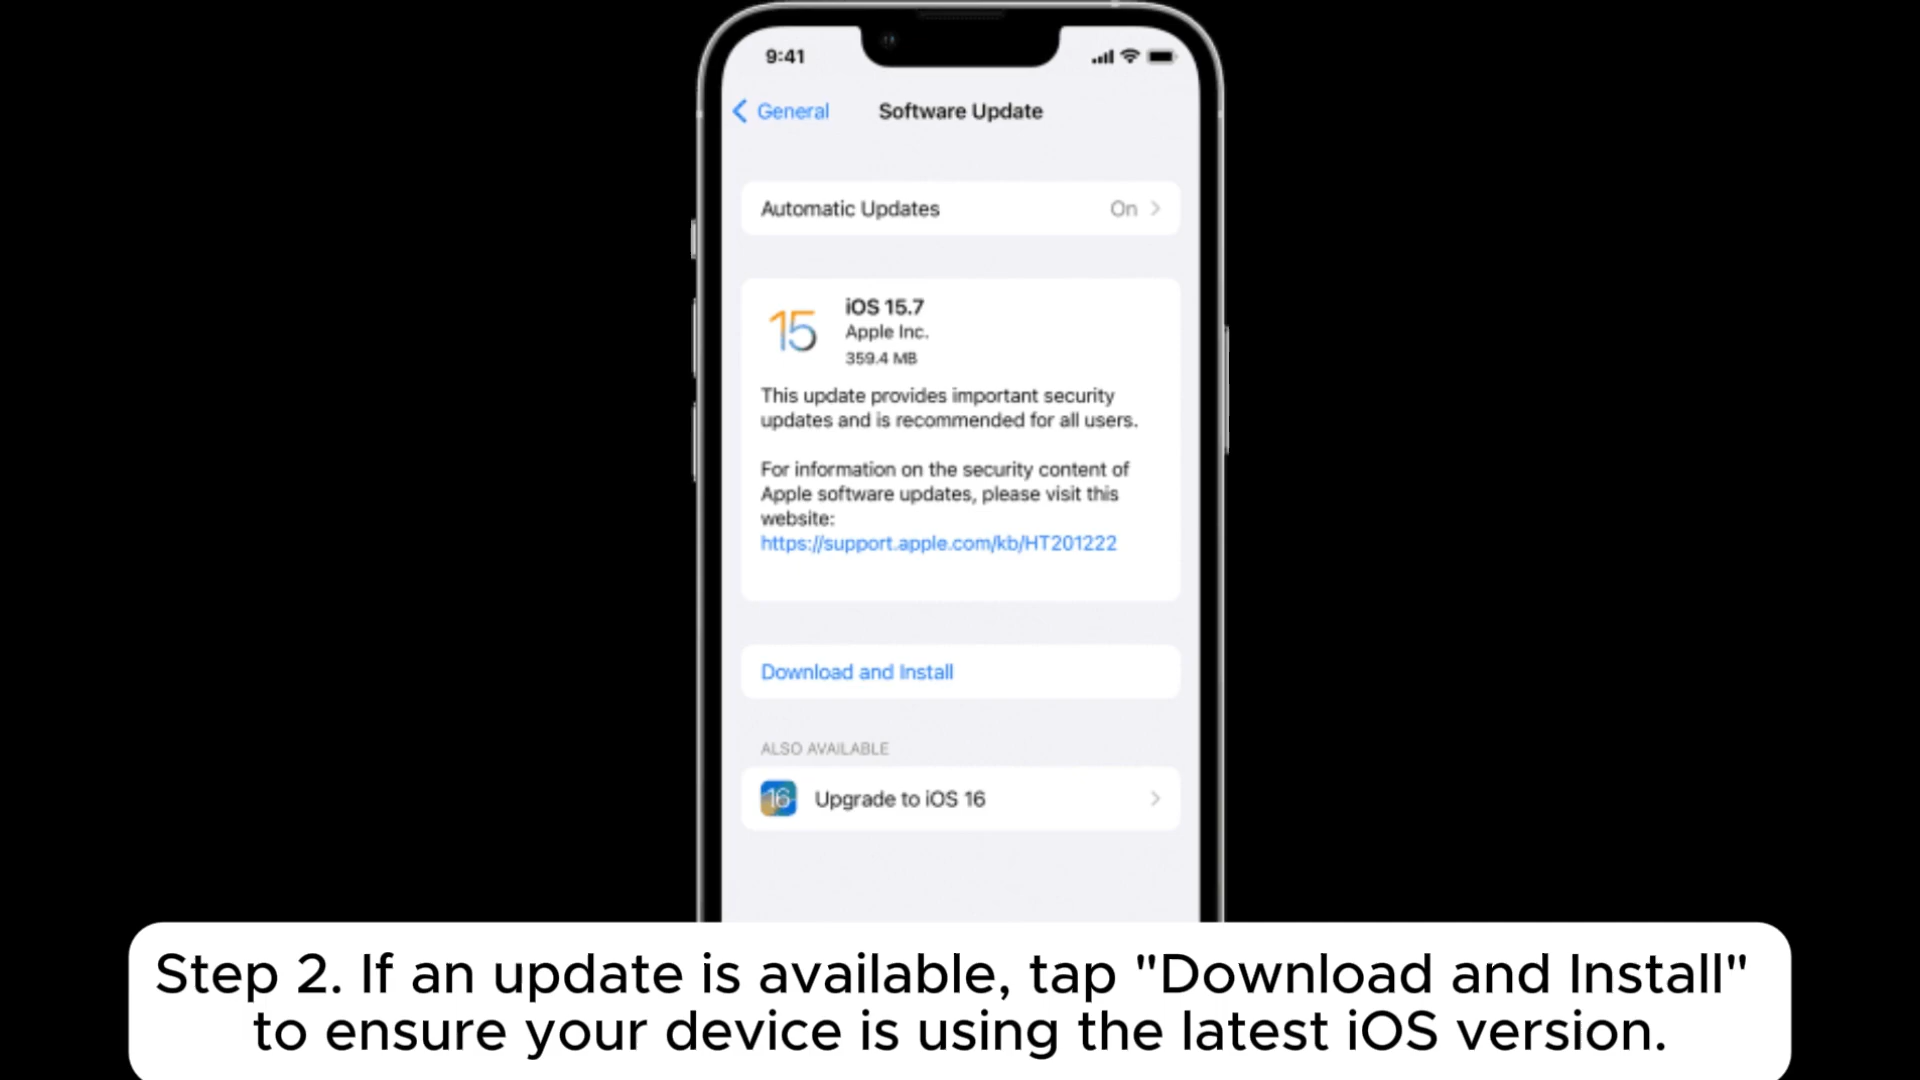 9:41
General
Software Update
Automatic Updates
On
15
iOS 15.7
Apple Inc.
359.4 MB
This update provides important security
updates and is recommended for all users.
For information on the security content of
Apple software updates, please visit this
website:
https://support.apple.com/kb/HT201222
Download and Install
ALSO AVAILABLE
16
Upgrade to iOS 16
Step 2. If an update is available, tap "Download and Install"
to ensure your device is using the latest iOS version.